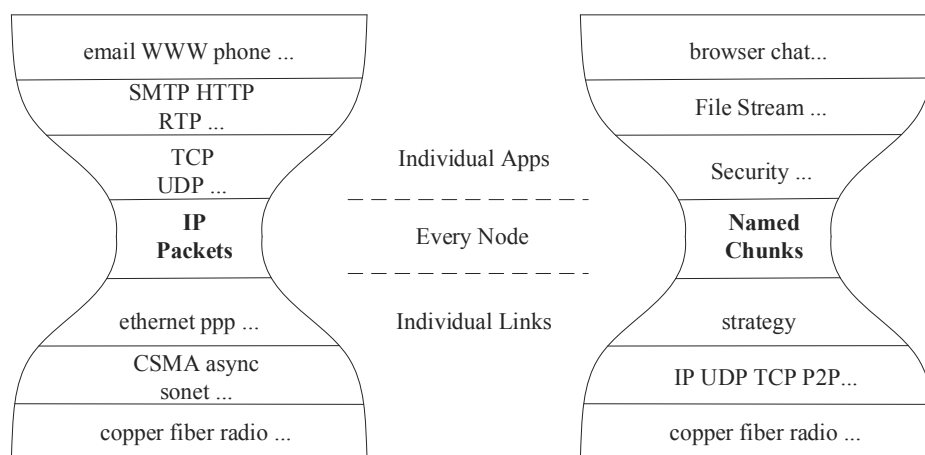 email WWW phone ...
SMTP HTTP
RTP ...
TCP
UDP ...
IP
Packets
ethernet ppp ...
CSMA async
sonet ...
copper fiber radio ...
Individual Apps
Every Node
Individual Links
browser chat...
File Stream ...
Security ...
Named
Chunks
strategy
IP UDP TCP P2P...
copper fiber radio ...